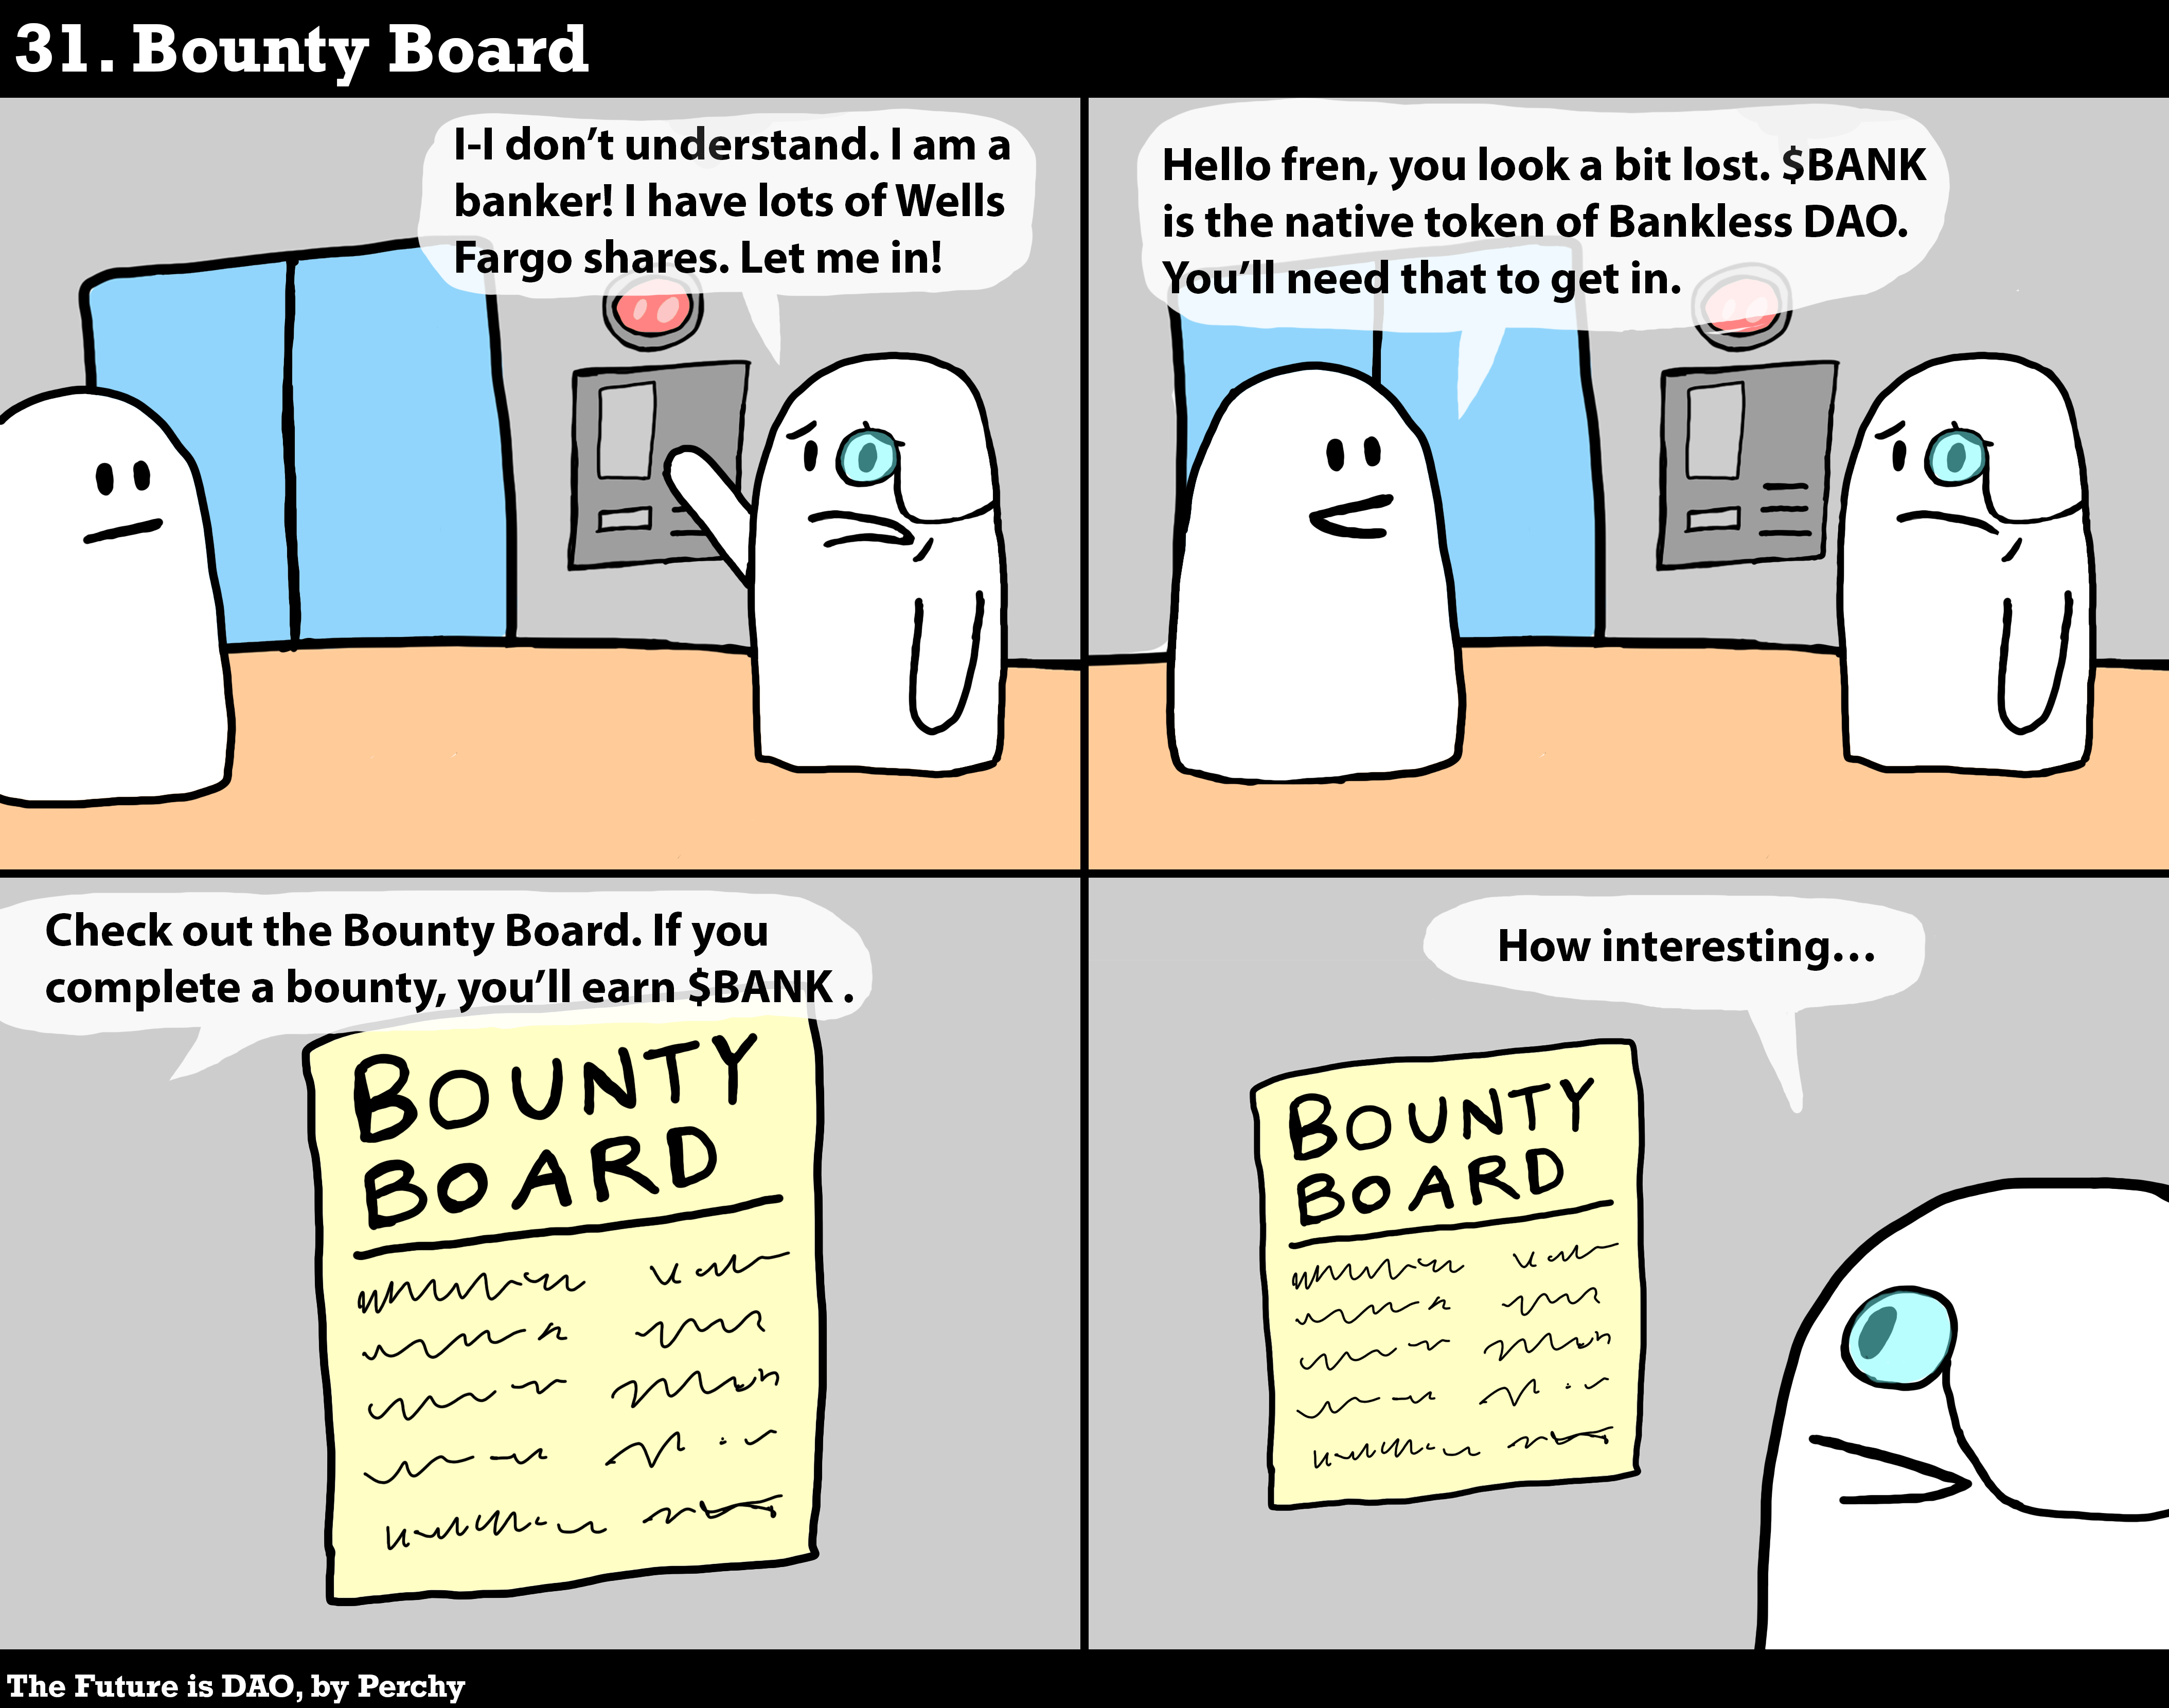 31. Bounty Board
I-I don’t understand. I am a
banker! I have lots of Wells
Fargo shares. Let me in!
Hello fren, you look a bit lost. $BANK
is the native token of Bankless DAO.
You’ll need that to get in.
Check out the Bounty Board. If you
complete a bounty, you’ll earn $BANK .
BOUNTY
BOARD
How interesting...
BOUNTY
BOARD
The Future is DAO, by Perchy